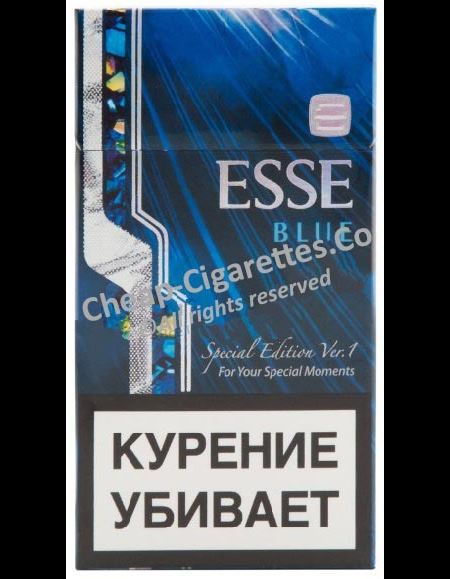 ESSE
BLUE
Cheap-Cigarettes.Co
© All rights reserved
Special Edition Ver.1
For Your Special Moments
КУРЕНИЕ
УБИВАЕТ